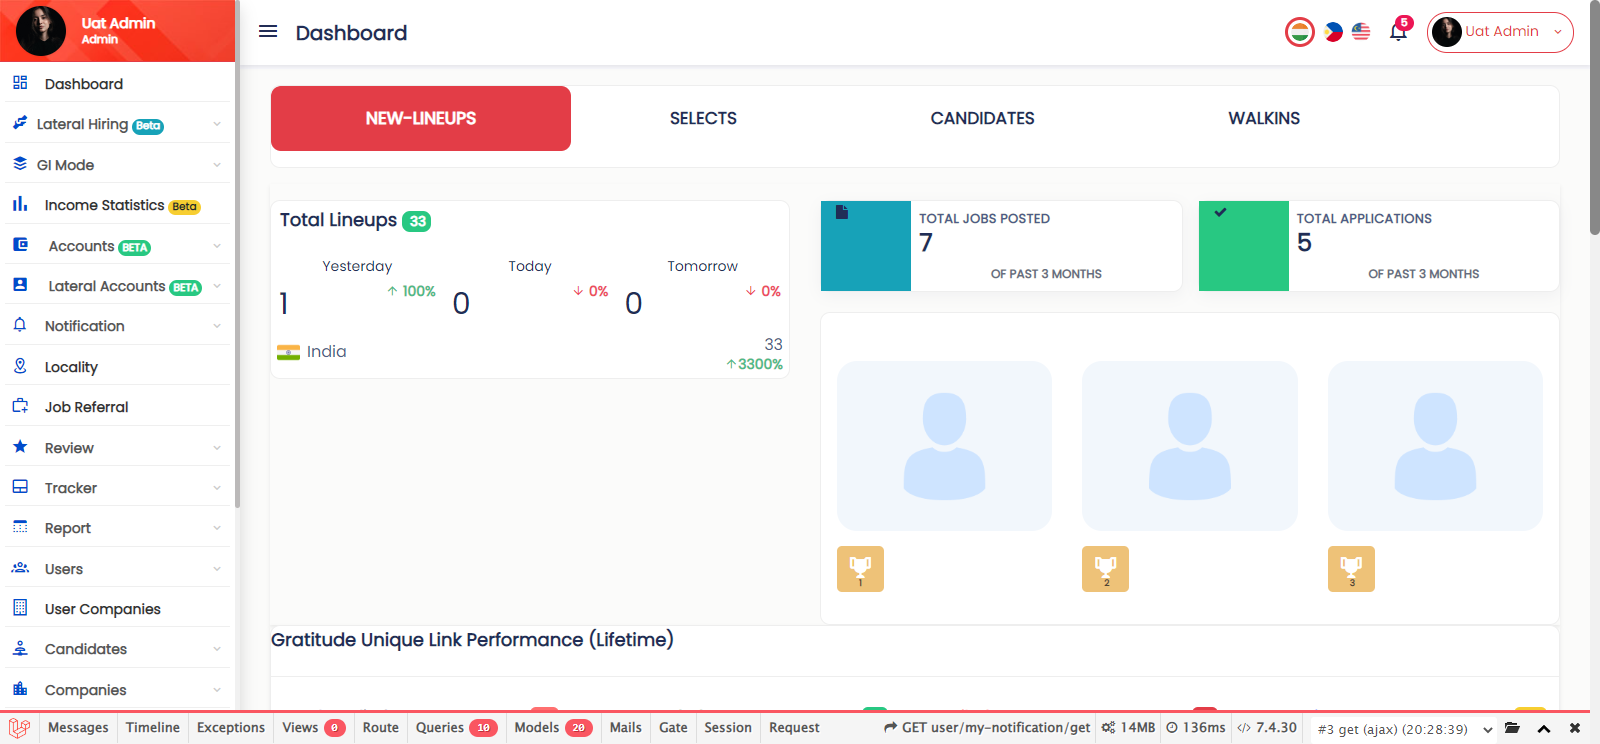 Uat Admin
Admin
Dashboard
5
Uat Admin
Dashboard
Lateral Hiring Beta
GI Mode
Income Statistics Beta
Accounts BETA
Lateral Accounts BETA
Notification
Locality
Job Referral
Review
Tracker
Report
Users
User Companies
Candidates
Companies
NEW-LINEUPS
SELECTS
CANDIDATES
WALKINS
Total Lineups 33
Yesterday
Today
Tomorrow
1
↑ 100%
0
↓ 0%
0
↓ 0%
India
33
↑3300%
TOTAL JOBS POSTED
7
OF PAST 3 MONTHS
TOTAL APPLICATIONS
5
OF PAST 3 MONTHS
1
2
3
Gratitude Unique Link Performance (Lifetime)
Messages Timeline Exceptions Views 0 Route Queries 10 Models 20 Mails Gate Session Request GET user/my-notification/get 14MB 136ms 7.4.30 #3 get (ajax) (20:28:39)